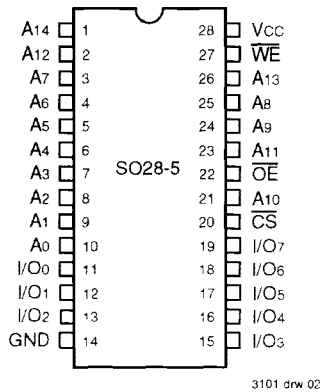 A14 1 28 VCC
A12 2 27 W̅E̅
A7 3 26 A13
A6 4 25 A8
A5 5 24 A9
A4 6 23 A11
A3 7 SO28-5 22 O̅E̅
A2 8 21 A10
A1 9 20 C̅S̅
A0 10 19 I/O7
I/O0 11 18 I/O6
I/O1 12 17 I/O5
I/O2 13 16 I/O4
GND 14 15 I/O3
3101 drw 02